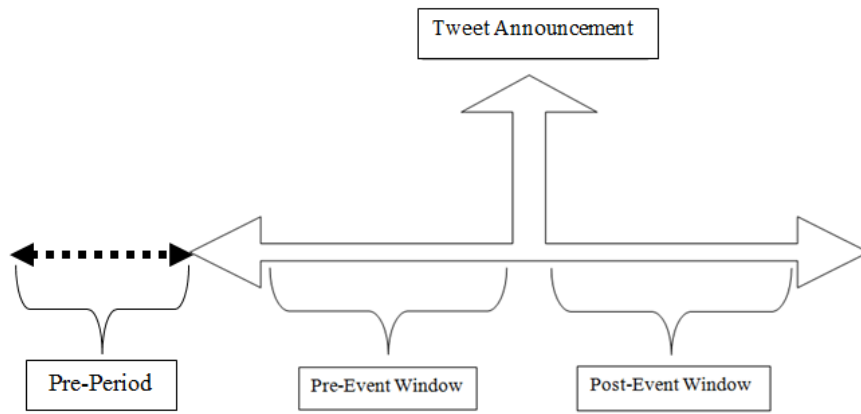 Tweet Announcement
Pre-Period
Pre-Event Window
Post-Event Window